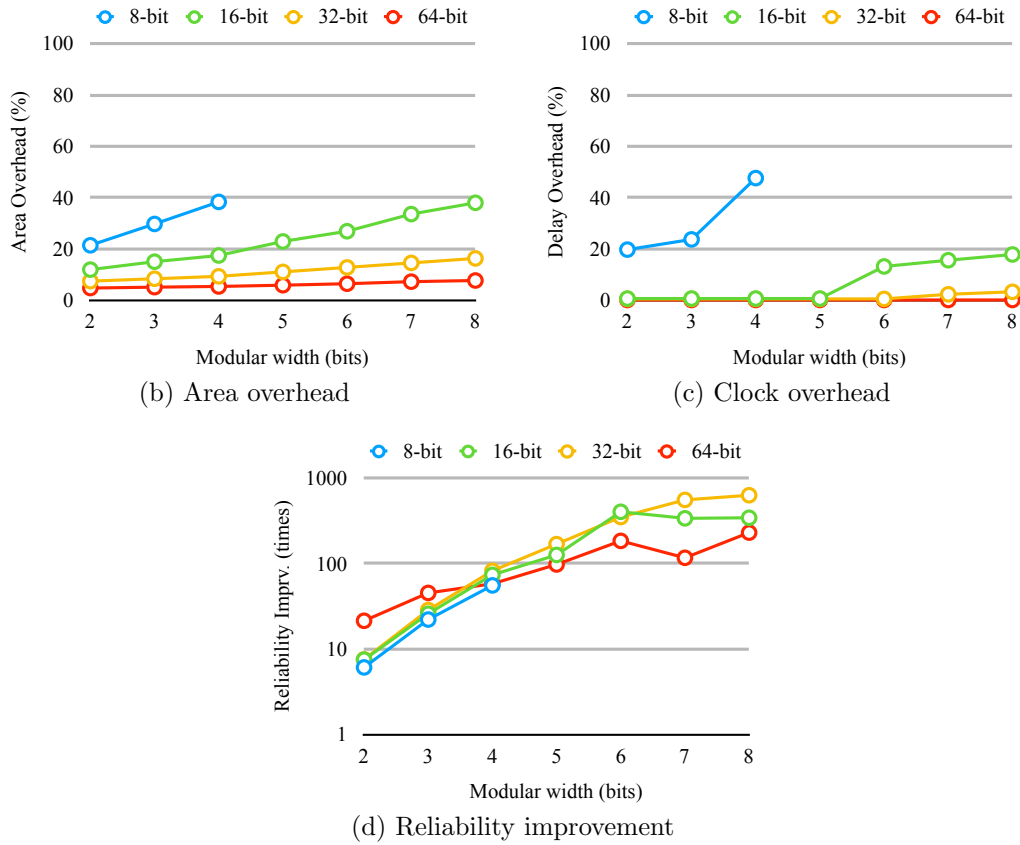 8-bit 16-bit 32-bit 64-bit
100
80
60
40
20
0
2 3 4 5 6 7 8
Area Overhead (%)
Modular width (bits)
(b) Area overhead
8-bit 16-bit 32-bit 64-bit
100
80
60
40
20
0
2 3 4 5 6 7 8
Delay Overhead (%)
Modular width (bits)
(c) Clock overhead
8-bit 16-bit 32-bit 64-bit
1000
100
10
1
2 3 4 5 6 7 8
Reliability Imprv. (times)
Modular width (bits)
(d) Reliability improvement